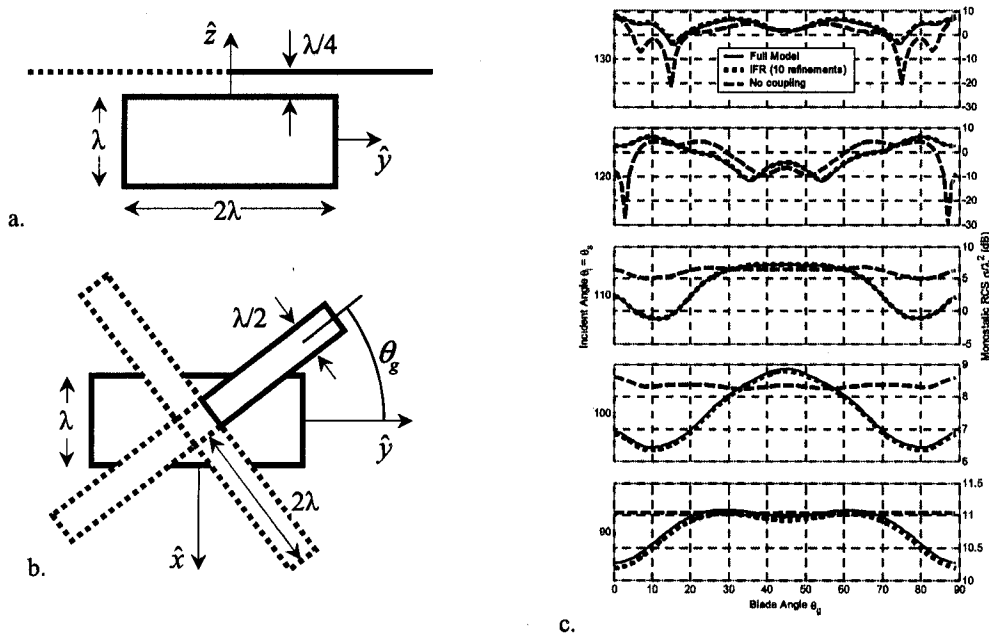 a.
ẑ
λ/4
λ
ŷ
2λ
b.
λ/2
θg
λ
ŷ
2λ
x̂
c.
Full Model
IFR (10 refinements)
No coupling
130
10
0
-10
-20
-30
120
10
0
-10
-20
-30
Incident Angle θi = θs
Monostatic RCS σ/λ² (dB)
110
10
5
0
-5
100
9
8
7
6
90
11.5
11
10.5
10
0 10 20 30 40 50 60 70 80 90
Blade Angle θg